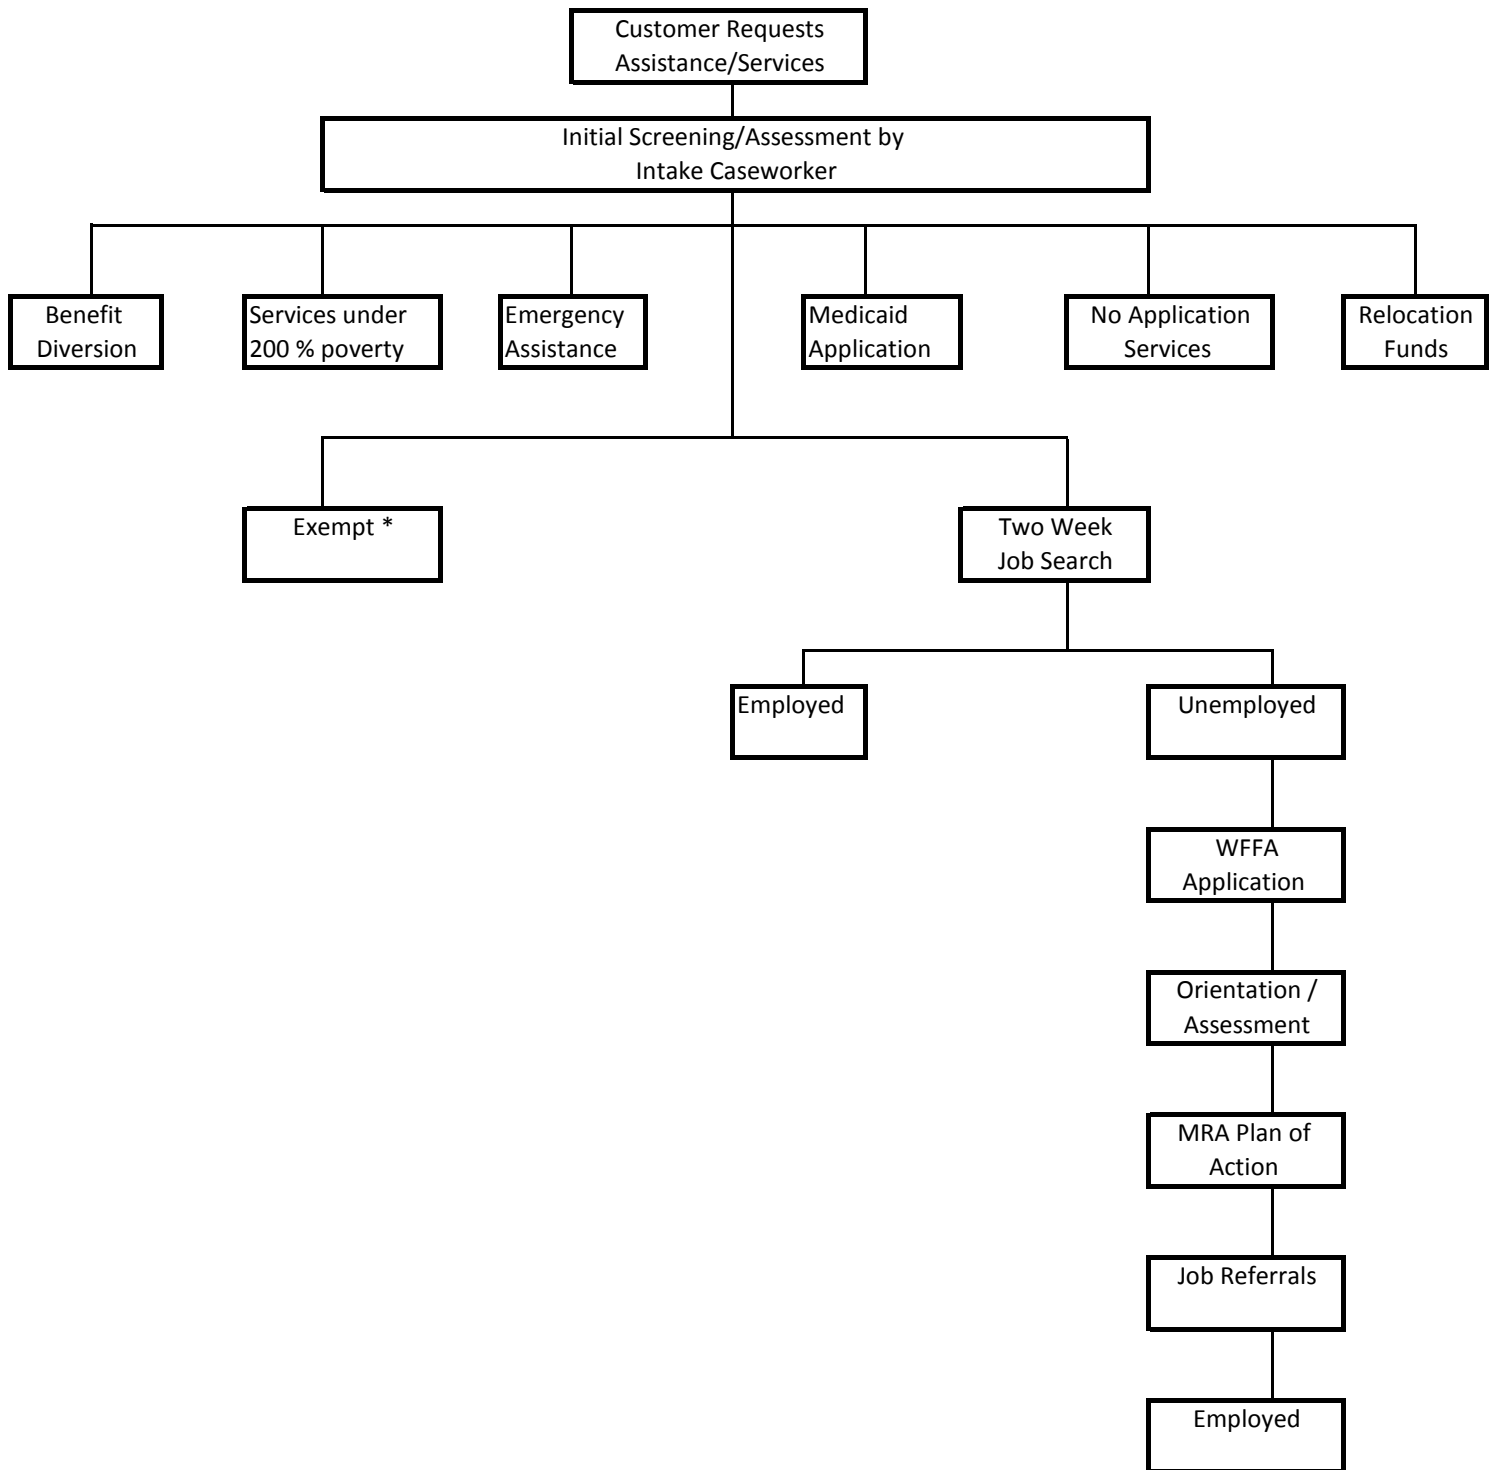 Customer Requests
Assistance/Services
Initial Screening/Assessment by
Intake Caseworker
Benefit
Diversion
Services under
200 % poverty
Emergency
Assistance
Medicaid
Application
No Application
Services
Relocation
Funds
Exempt *
Two Week
Job Search
Employed
Unemployed
WFFA
Application
Orientation /
Assessment
MRA Plan of
Action
Job Referrals
Employed